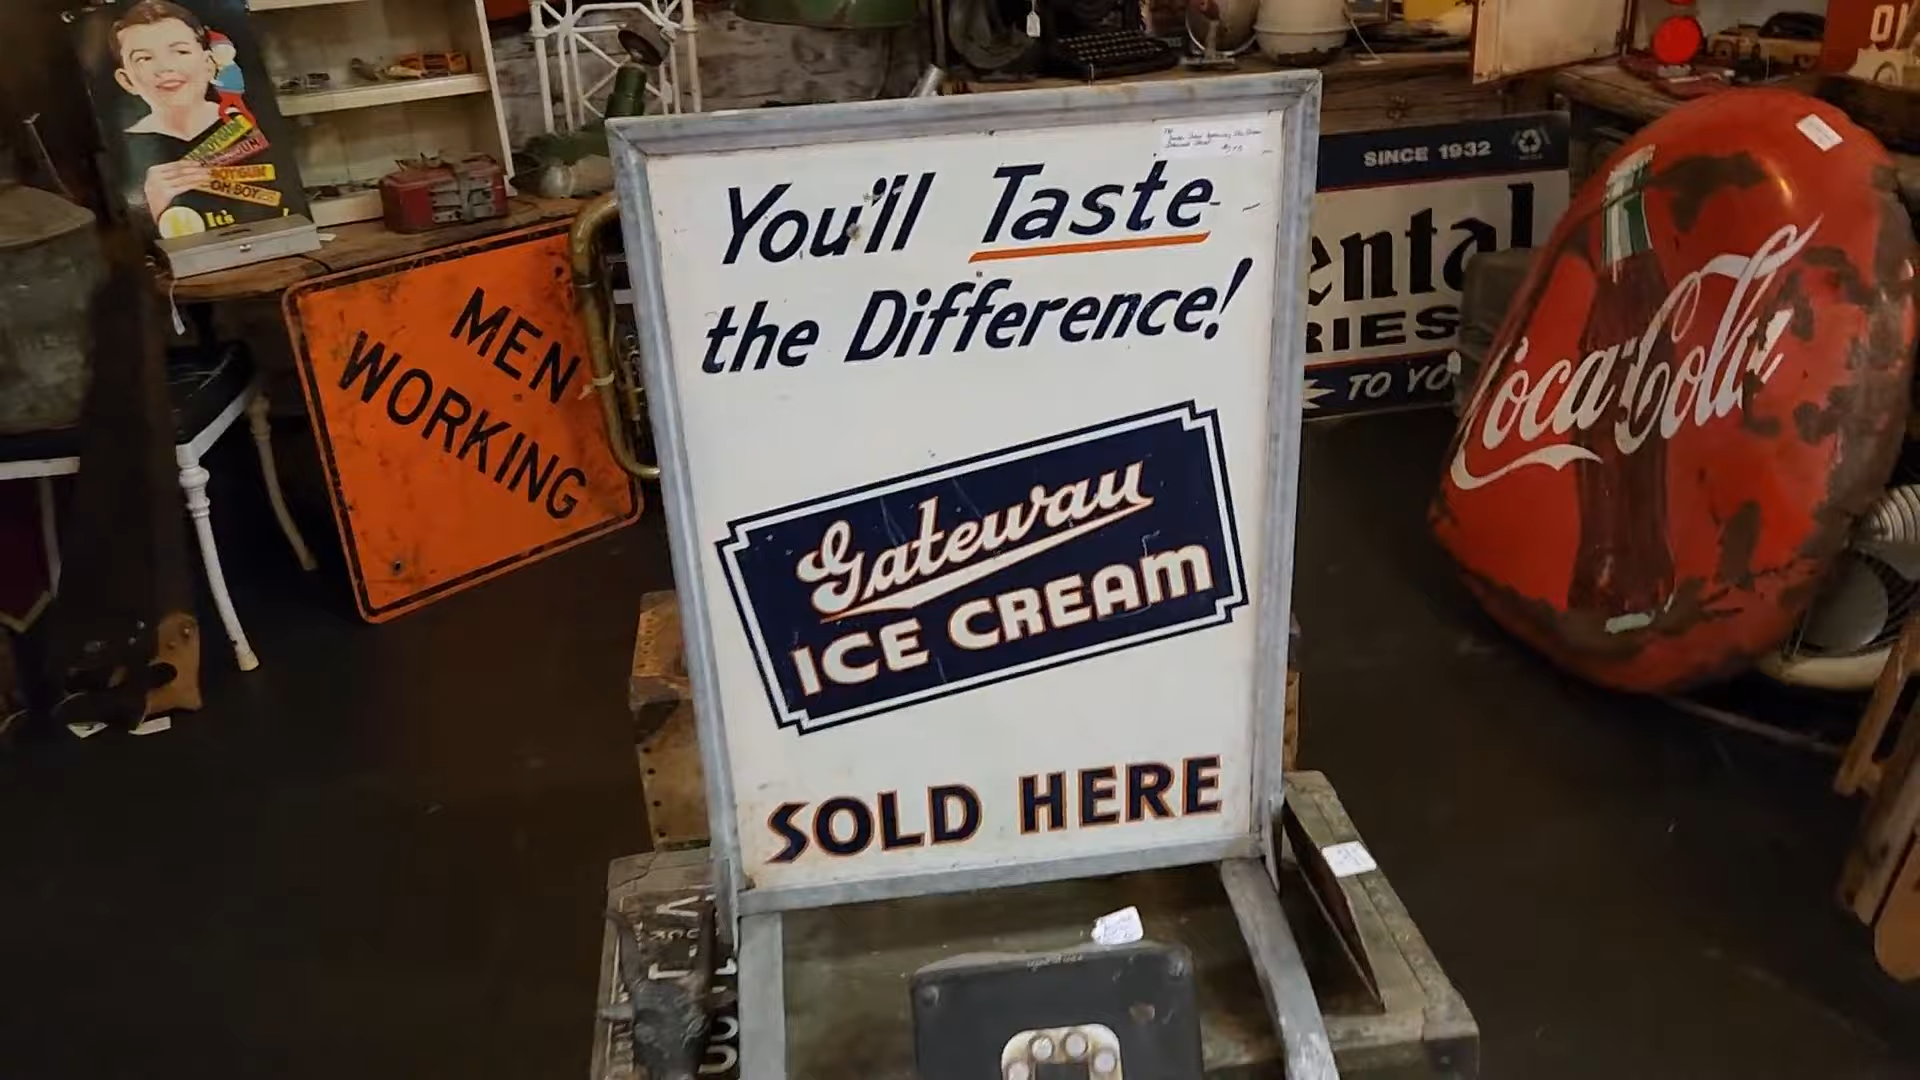 You'll Taste
the Difference!
Gateway
ICE CREAM
SOLD HERE
MEN
WORKING
Coca-Cola
SINCE 1932
ental
RIES
TO YO
It's
OH BOY